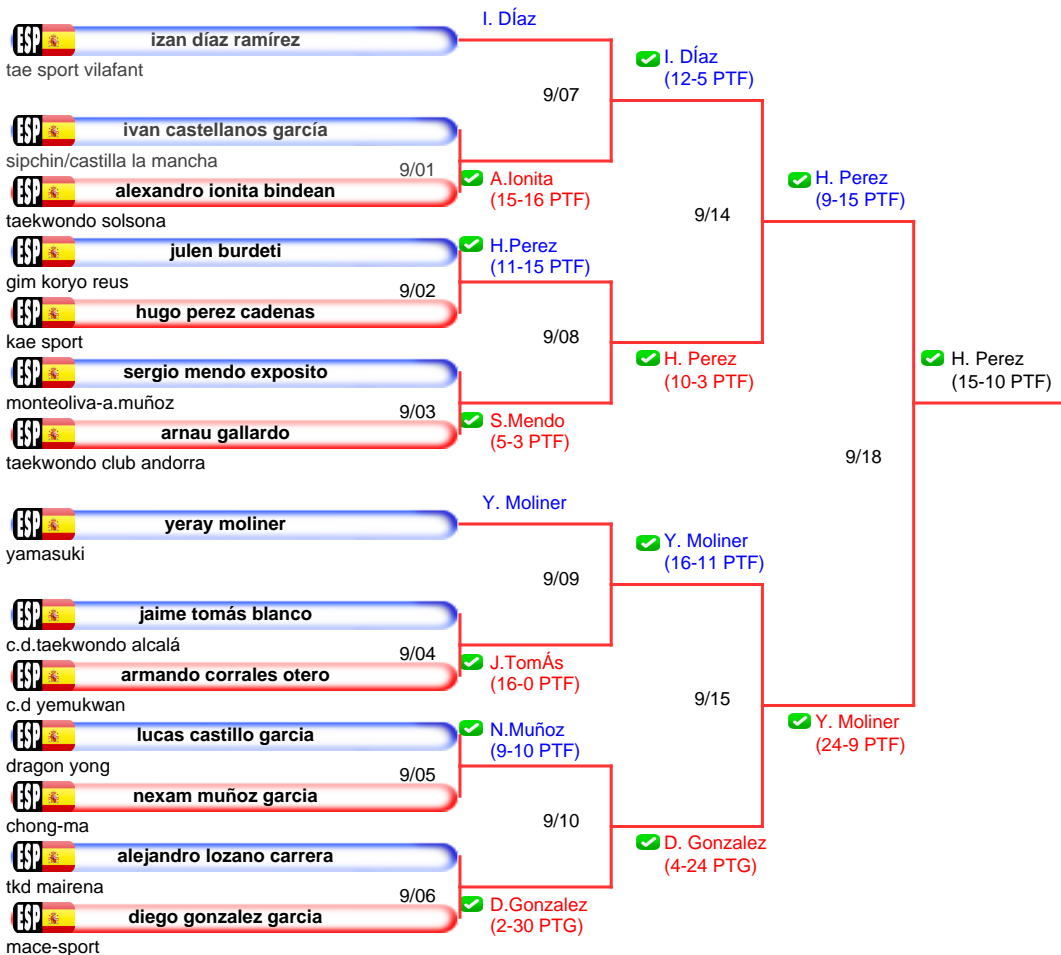 I. DÍaz
ESP
izan díaz ramírez
tae sport vilafant
I. DÍaz
(12-5 PTF)
9/07
ESP
ivan castellanos garcía
sipchin/castilla la mancha
9/01
A.Ionita
(15-16 PTF)
ESP
alexandro ionita bindean
taekwondo solsona
H. Perez
(9-15 PTF)
9/14
ESP
julen burdeti
H.Perez
(11-15 PTF)
gim koryo reus
9/02
ESP
hugo perez cadenas
kae sport
9/08
H. Perez
(10-3 PTF)
H. Perez
(15-10 PTF)
ESP
sergio mendo exposito
monteoliva-a.muñoz
9/03
S.Mendo
(5-3 PTF)
ESP
arnau gallardo
taekwondo club andorra
9/18
Y. Moliner
ESP
yeray moliner
yamasuki
Y. Moliner
(16-11 PTF)
9/09
ESP
jaime tomás blanco
c.d.taekwondo alcalá
9/04
J.TomÁs
(16-0 PTF)
ESP
armando corrales otero
c.d yemukwan
9/15
Y. Moliner
(24-9 PTF)
ESP
lucas castillo garcia
N.Muñoz
(9-10 PTF)
dragon yong
9/05
ESP
nexam muñoz garcia
chong-ma
9/10
D. Gonzalez
(4-24 PTG)
ESP
alejandro lozano carrera
tkd mairena
9/06
D.Gonzalez
(2-30 PTG)
ESP
diego gonzalez garcia
mace-sport